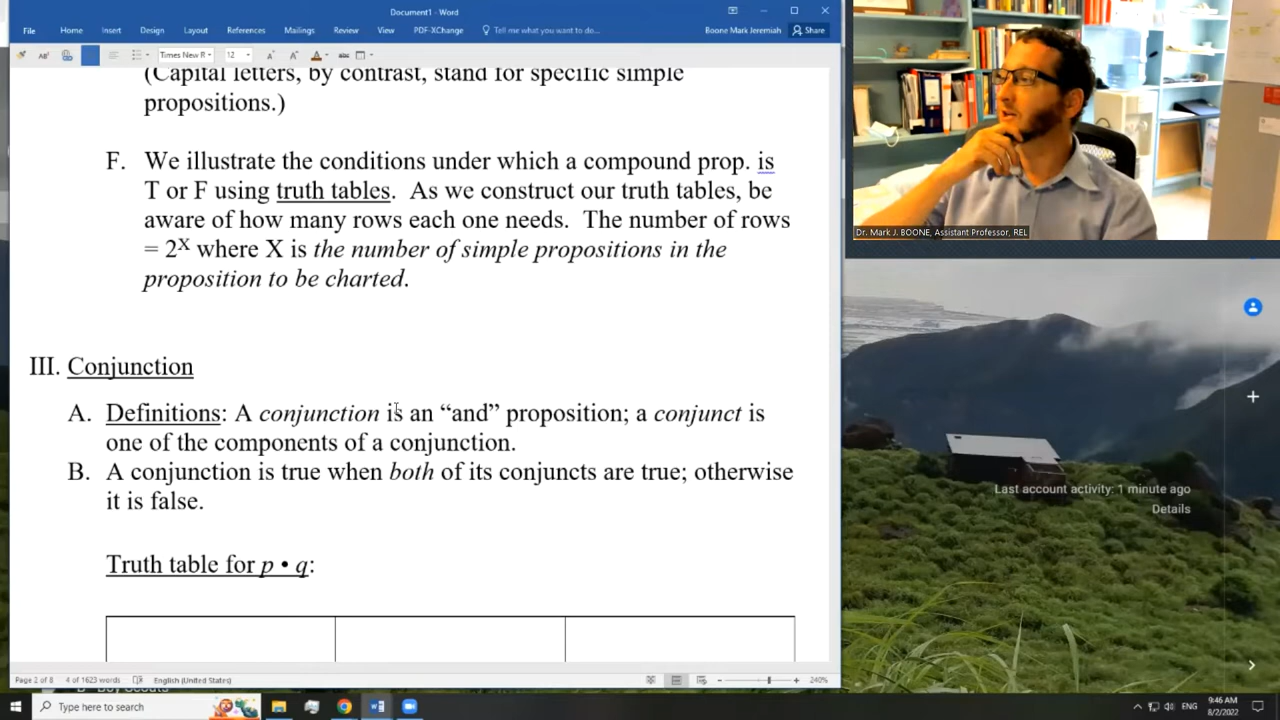 Document1 - Word
File Home Insert Design Layout References Mailings Review View PDF-XChange Tell me what you want to do... Boone Mark Jeremiah Share
Times New R 12
(Capital letters, by contrast, stand for specific simple
propositions.)
F. We illustrate the conditions under which a compound prop. is
T or F using truth tables. As we construct our truth tables, be
aware of how many rows each one needs. The number of rows
= 2^X where X is the number of simple propositions in the
proposition to be charted.
III. Conjunction
A. Definitions: A conjunction is an “and” proposition; a conjunct is
one of the components of a conjunction.
B. A conjunction is true when both of its conjuncts are true; otherwise
it is false.
Truth table for p • q:
Page 2 of 8 4 of 1623 words English (United States) 240%
Dr. Mark J. BOONE, Assistant Professor, REL
Last account activity: 1 minute ago
Details
Type here to search
ENG
9:46 AM
8/2/2022